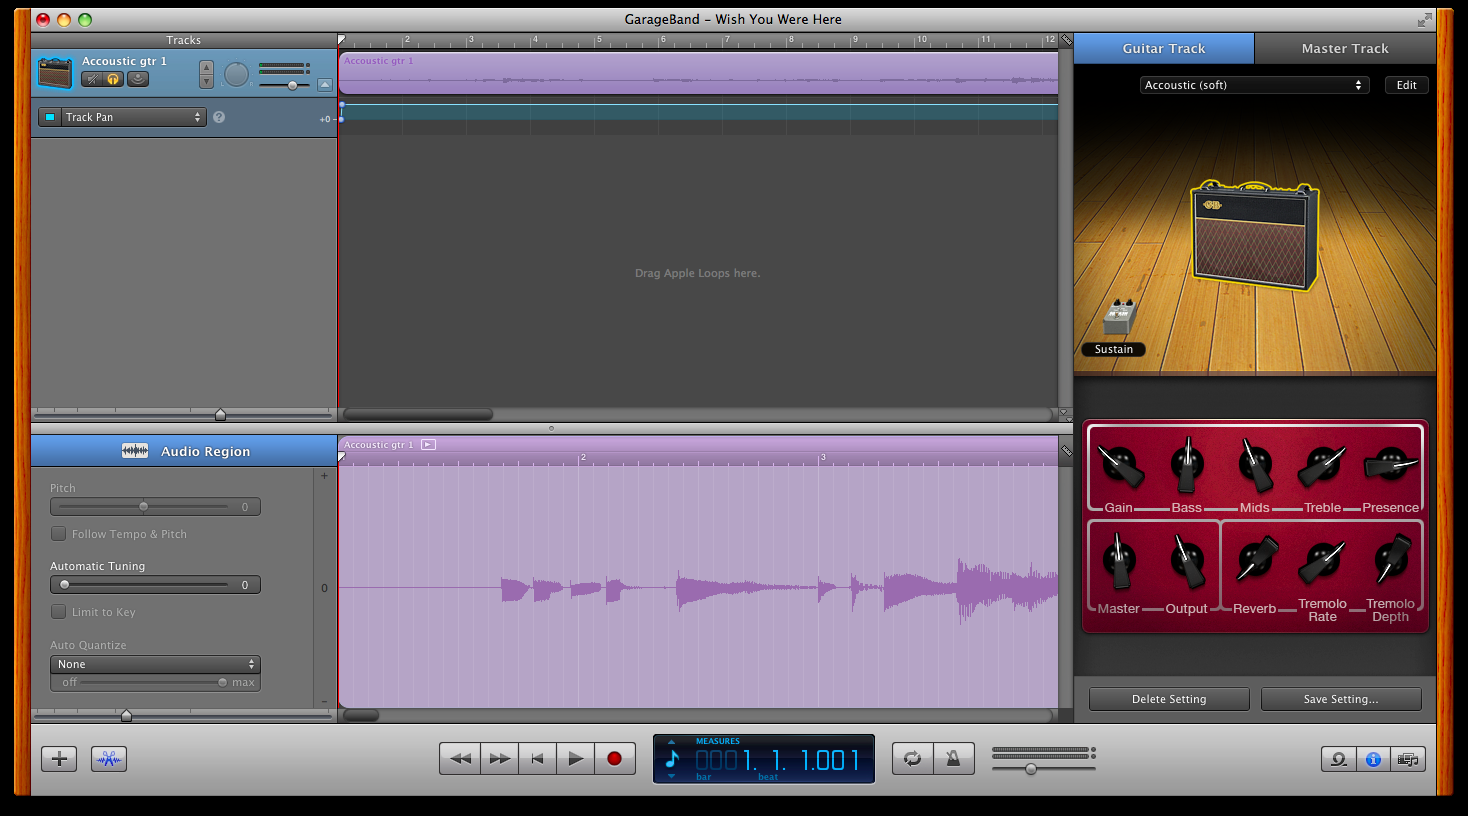 GarageBand – Wish You Were Here
Tracks
2 3 4 5 6 7 8 9 10 11 12
Guitar Track
Master Track
Accoustic gtr 1
Accoustic gtr 1
Accoustic (soft)
Edit
Track Pan
?
+0
Drag Apple Loops here.
Sustain
Audio Region
Accoustic gtr 1
2 3
Pitch
0
Follow Tempo & Pitch
Automatic Tuning
0
Limit to Key
Auto Quantize
None
off
max
+
0
-
Gain Bass Mids Treble Presence
Master Output Reverb Tremolo Rate Tremolo Depth
Delete Setting
Save Setting...
MEASURES
0001. 1. 1.001
bar beat